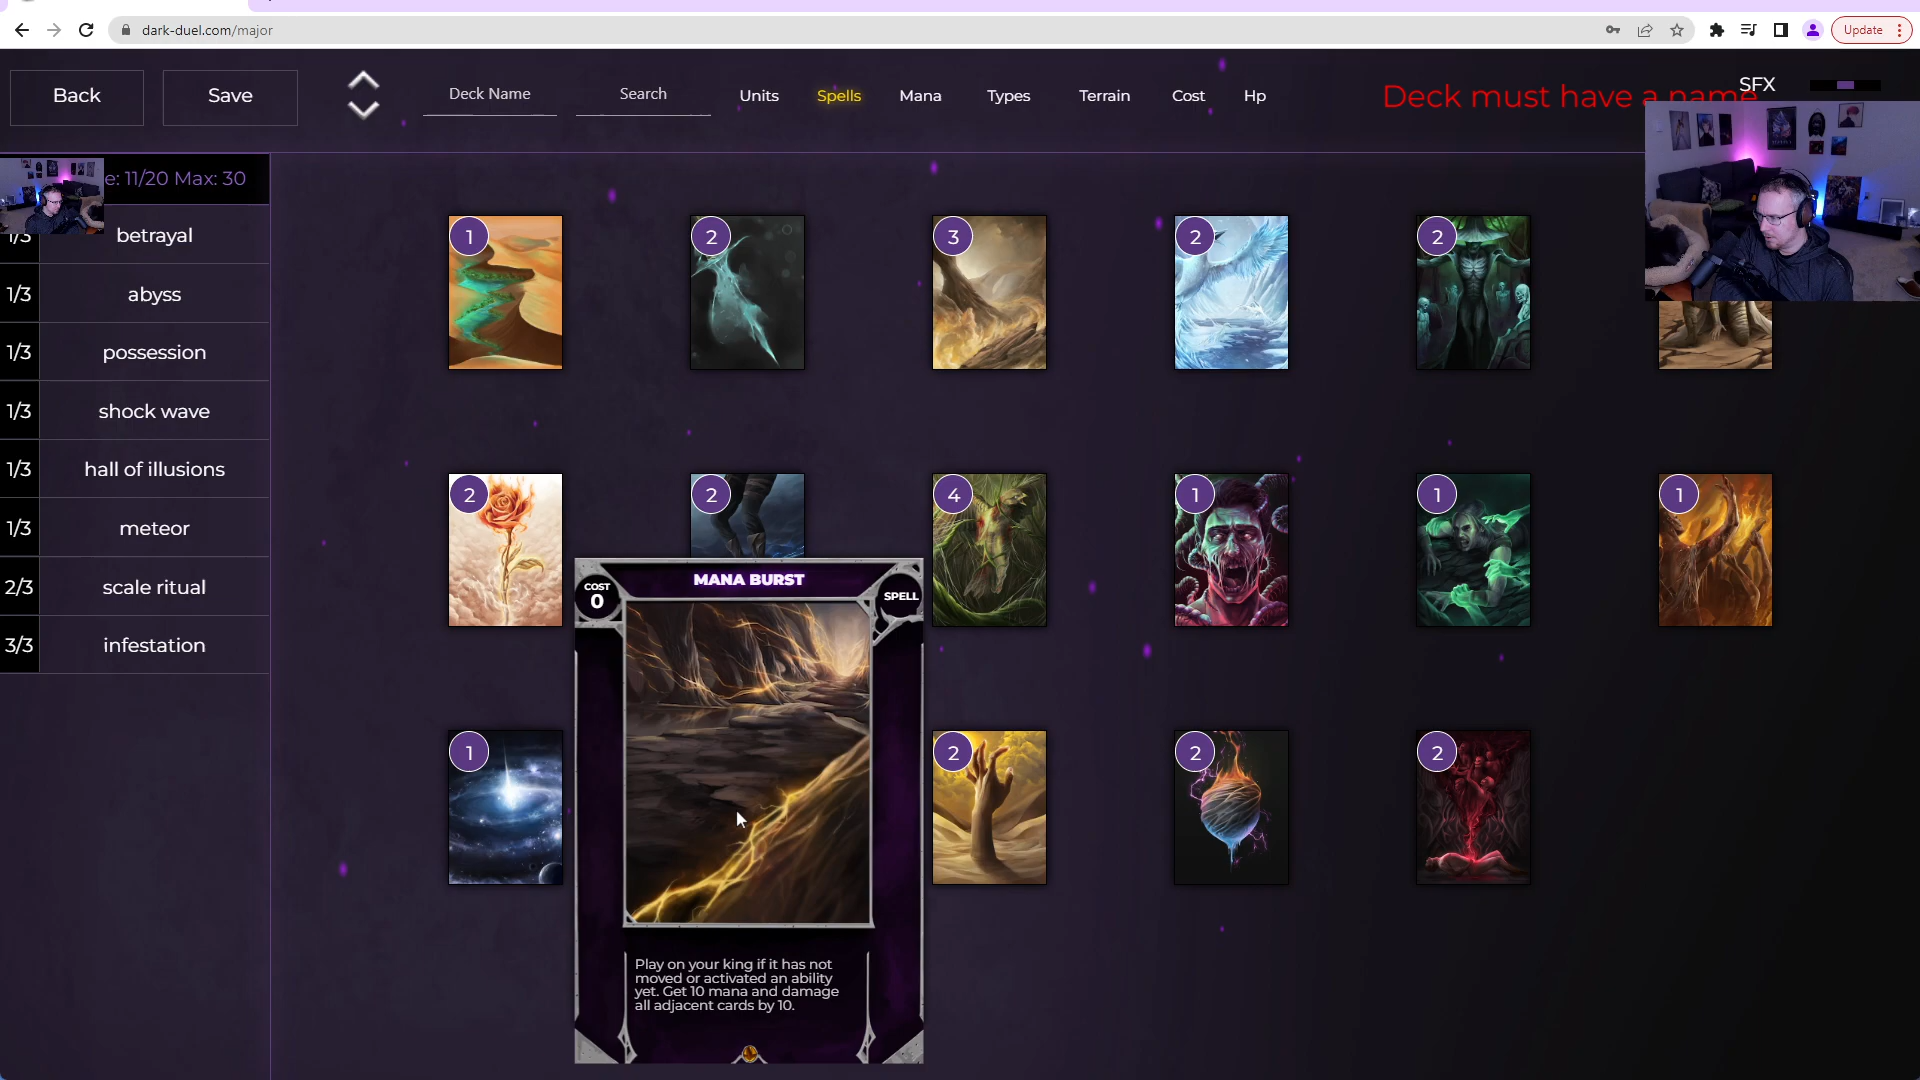 dark-duel.com/major
Update
Back
Save
Deck Name
Search
Units
Spells
Mana
Types
Terrain
Cost
Hp
Deck must have a name
SFX
e: 11/20 Max: 30
1/3 betrayal
1/3 abyss
1/3 possession
1/3 shock wave
1/3 hall of illusions
1/3 meteor
2/3 scale ritual
3/3 infestation
1
2
3
2
2
2
2
4
1
1
1
COST
0
MANA BURST
SPELL
1
2
2
2
Play on your king if it has not
moved or activated an ability
yet. Get 10 mana and damage
all adjacent cards by 10.